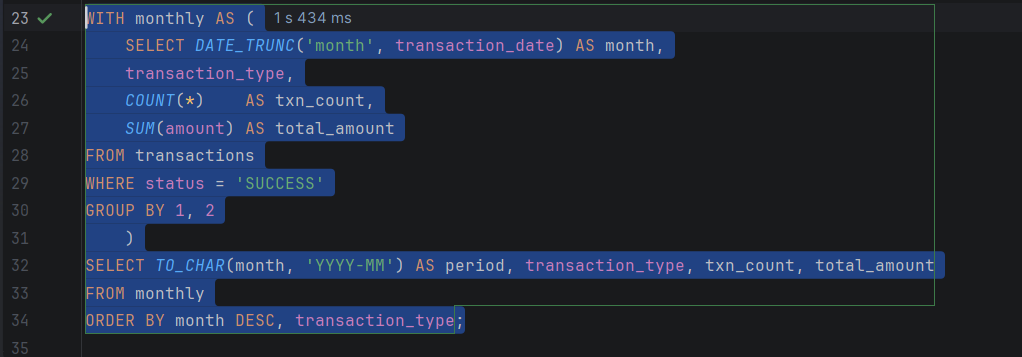 23 WITH monthly AS ( 1 s 434 ms
24 SELECT DATE_TRUNC('month', transaction_date) AS month,
25 transaction_type,
26 COUNT(*) AS txn_count,
27 SUM(amount) AS total_amount
28 FROM transactions
29 WHERE status = 'SUCCESS'
30 GROUP BY 1, 2
31 )
32 SELECT TO_CHAR(month, 'YYYY-MM') AS period, transaction_type, txn_count, total_amount
33 FROM monthly
34 ORDER BY month DESC, transaction_type;
35